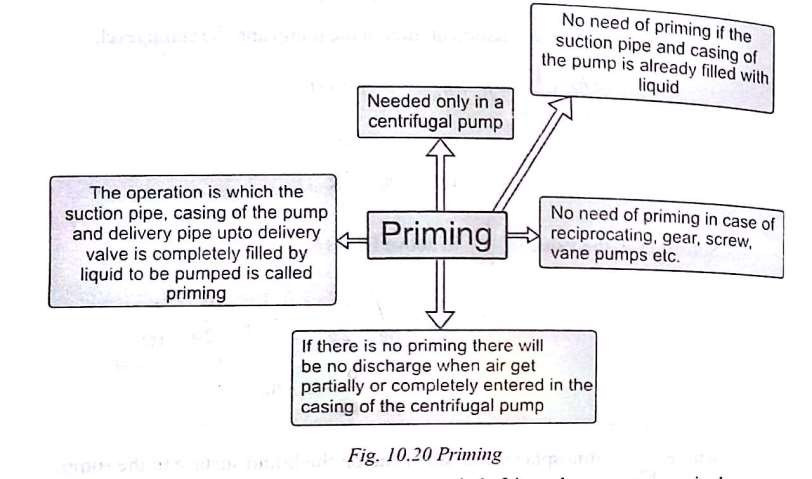 No need of priming if the
suction pipe and casing of
the pump is already filled with
liquid
Needed only in a
centrifugal pump
The operation is which the
suction pipe, casing of the pump
and delivery pipe upto delivery
valve is completely filled by
liquid to be pumped is called
priming
Priming
No need of priming in case of
reciprocating, gear, screw,
vane pumps etc.
If there is no priming there will
be no discharge when air get
partially or completely entered in the
casing of the centrifugal pump
Fig. 10.20 Priming